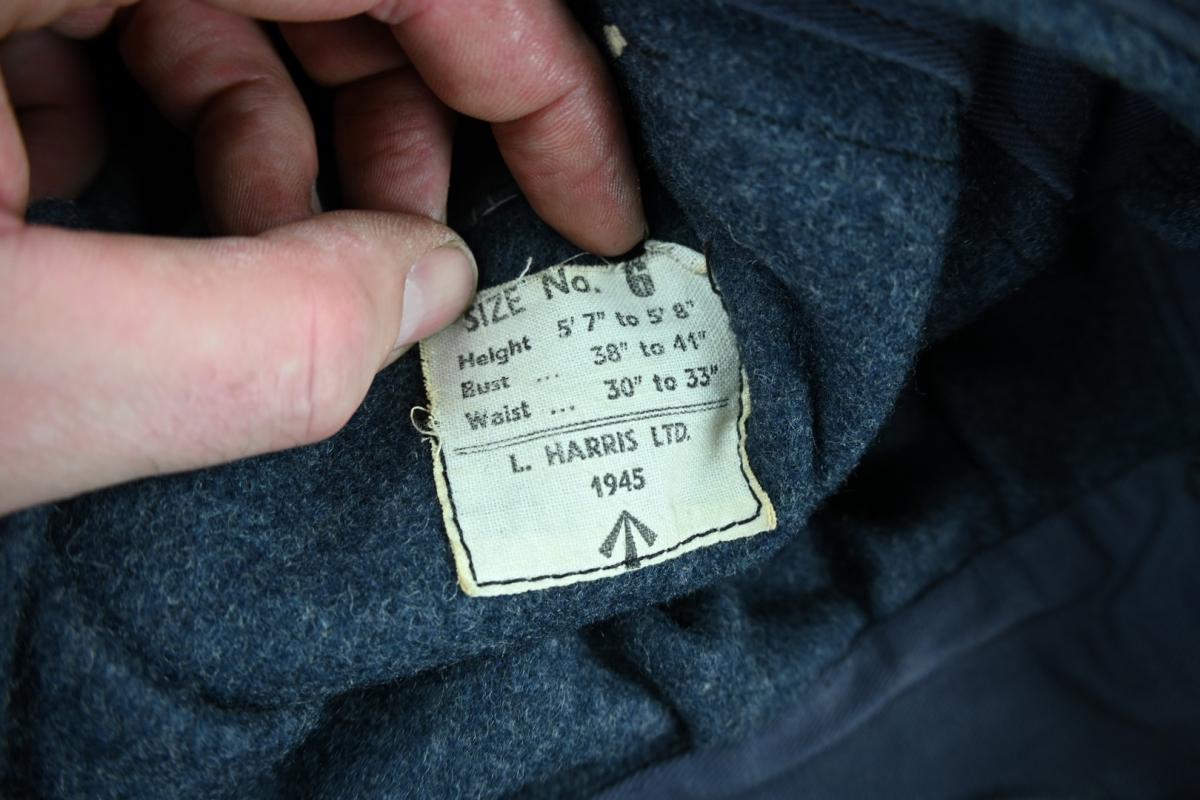 SIZE No. 6
Height 5' 7" to 5' 8"
Bust ... 38" to 41"
Waist ... 30" to 33"
L. HARRIS LTD.
1945